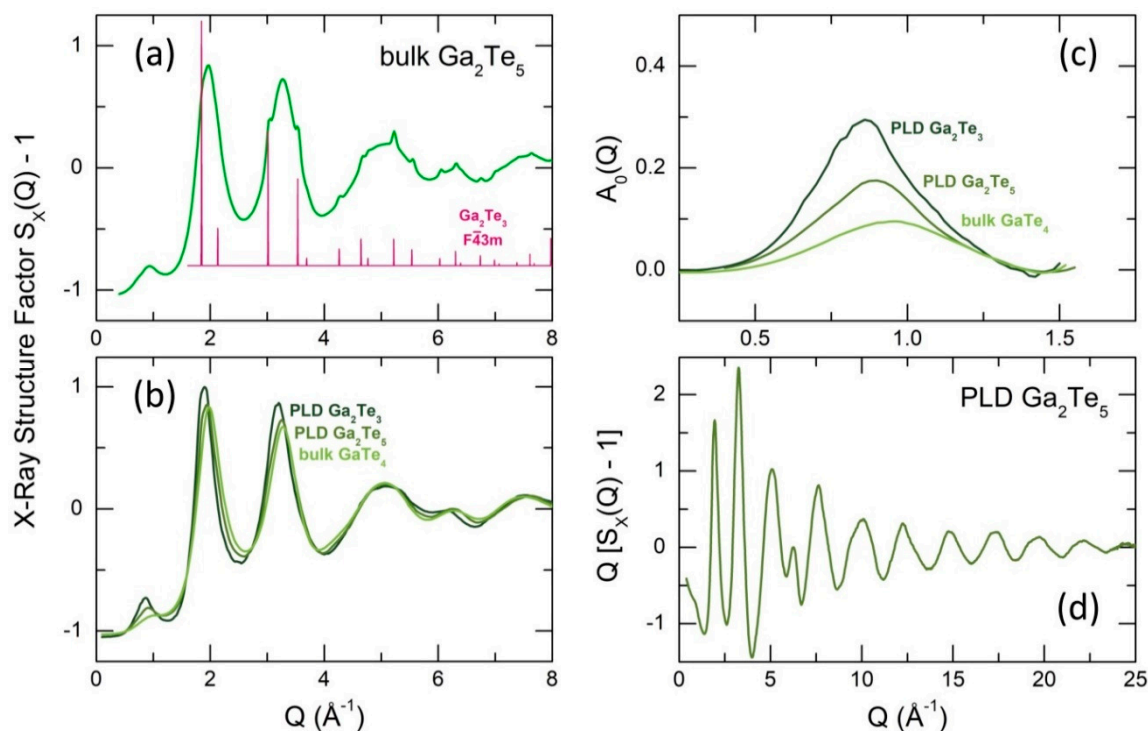 X-Ray Structure Factor Sₓ(Q) - 1
(a)
bulk Ga₂Te₅
1
0
-1
Ga₂Te₃
F4̅3m
0 2 4 6 8
(b)
PLD Ga₂Te₃
PLD Ga₂Te₅
bulk GaTe₄
1
0
-1
0 2 4 6 8
Q (Å⁻¹)
(c)
A₀(Q)
0.4
0.2
0.0
PLD Ga₂Te₃
PLD Ga₂Te₅
bulk GaTe₄
0.5 1.0 1.5
PLD Ga₂Te₅
Q [Sₓ(Q) - 1]
2
1
0
-1
(d)
0 5 10 15 20 25
Q (Å⁻¹)